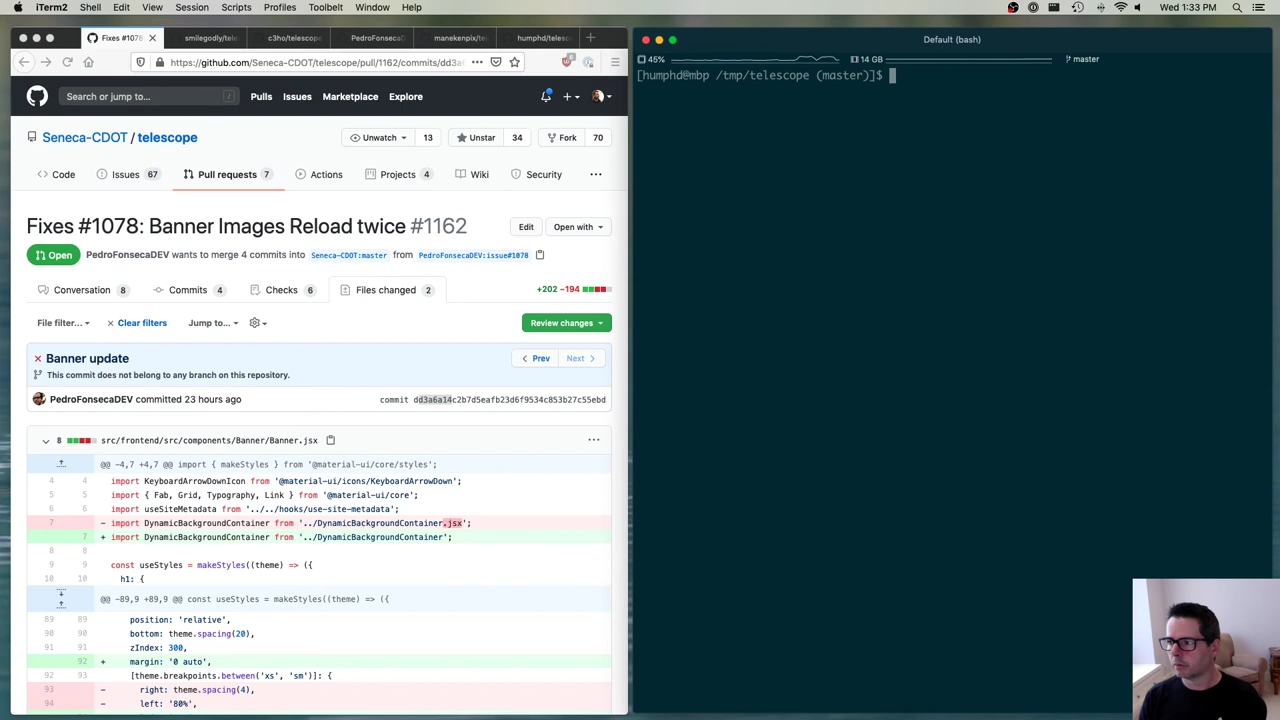 iTerm2 Shell Edit View Session Scripts Profiles Toolbelt Window Help Wed 1:33 PM
Fixes #1078: smilegody/tele c3ho/telescope PedroFonsecaD manekenpix/tel humphd/telesco
https://github.com/Seneca-CDOT/telescope/pull/1162/commits/dd3a6
Search or jump to... / Pulls Issues Marketplace Explore
Seneca-CDOT / telescope Unwatch 13 Unstar 34 Fork 70
Code Issues 67 Pull requests 7 Actions Projects 4 Wiki Security
Fixes #1078: Banner Images Reload twice #1162 Edit Open with
Open PedroFonsecaDEV wants to merge 4 commits into Seneca-CDOT:master from PedroFonsecaDEV:issue#1078
Conversation 8 Commits 4 Checks 6 Files changed 2 +202 −194
File filter... Clear filters Jump to... Review changes
Banner update Prev Next
This commit does not belong to any branch on this repository.
PedroFonsecaDEV committed 23 hours ago commit dd3a6a14c2b7d5eafb23d6f9534c853b27c55ebd
8 src/frontend/src/components/Banner/Banner.jsx
@@ -4,7 +4,7 @@ import { makeStyles } from '@material-ui/core/styles';
4 4 import KeyboardArrowDownIcon from '@material-ui/icons/KeyboardArrowDown';
5 5 import { Fab, Grid, Typography, Link } from '@material-ui/core';
6 6 import useSiteMetadata from '../../hooks/use-site-metadata';
7 - import DynamicBackgroundContainer from '../DynamicBackgroundContainer.jsx';
7 + import DynamicBackgroundContainer from '../DynamicBackgroundContainer';
8 8
9 9 const useStyles = makeStyles((theme) => ({
10 10 h1: {
@@ -89,9 +89,9 @@ const useStyles = makeStyles((theme) => ({
89 89 position: 'relative',
90 90 bottom: theme.spacing(20),
91 91 zIndex: 300,
92 + margin: '0 auto',
92 93 [theme.breakpoints.between('xs', 'sm')]: {
93 - right: theme.spacing(4),
94 - left: '80%',
Default (bash)
45% 14 GB master
[humphd@mbp /tmp/telescope (master)]$